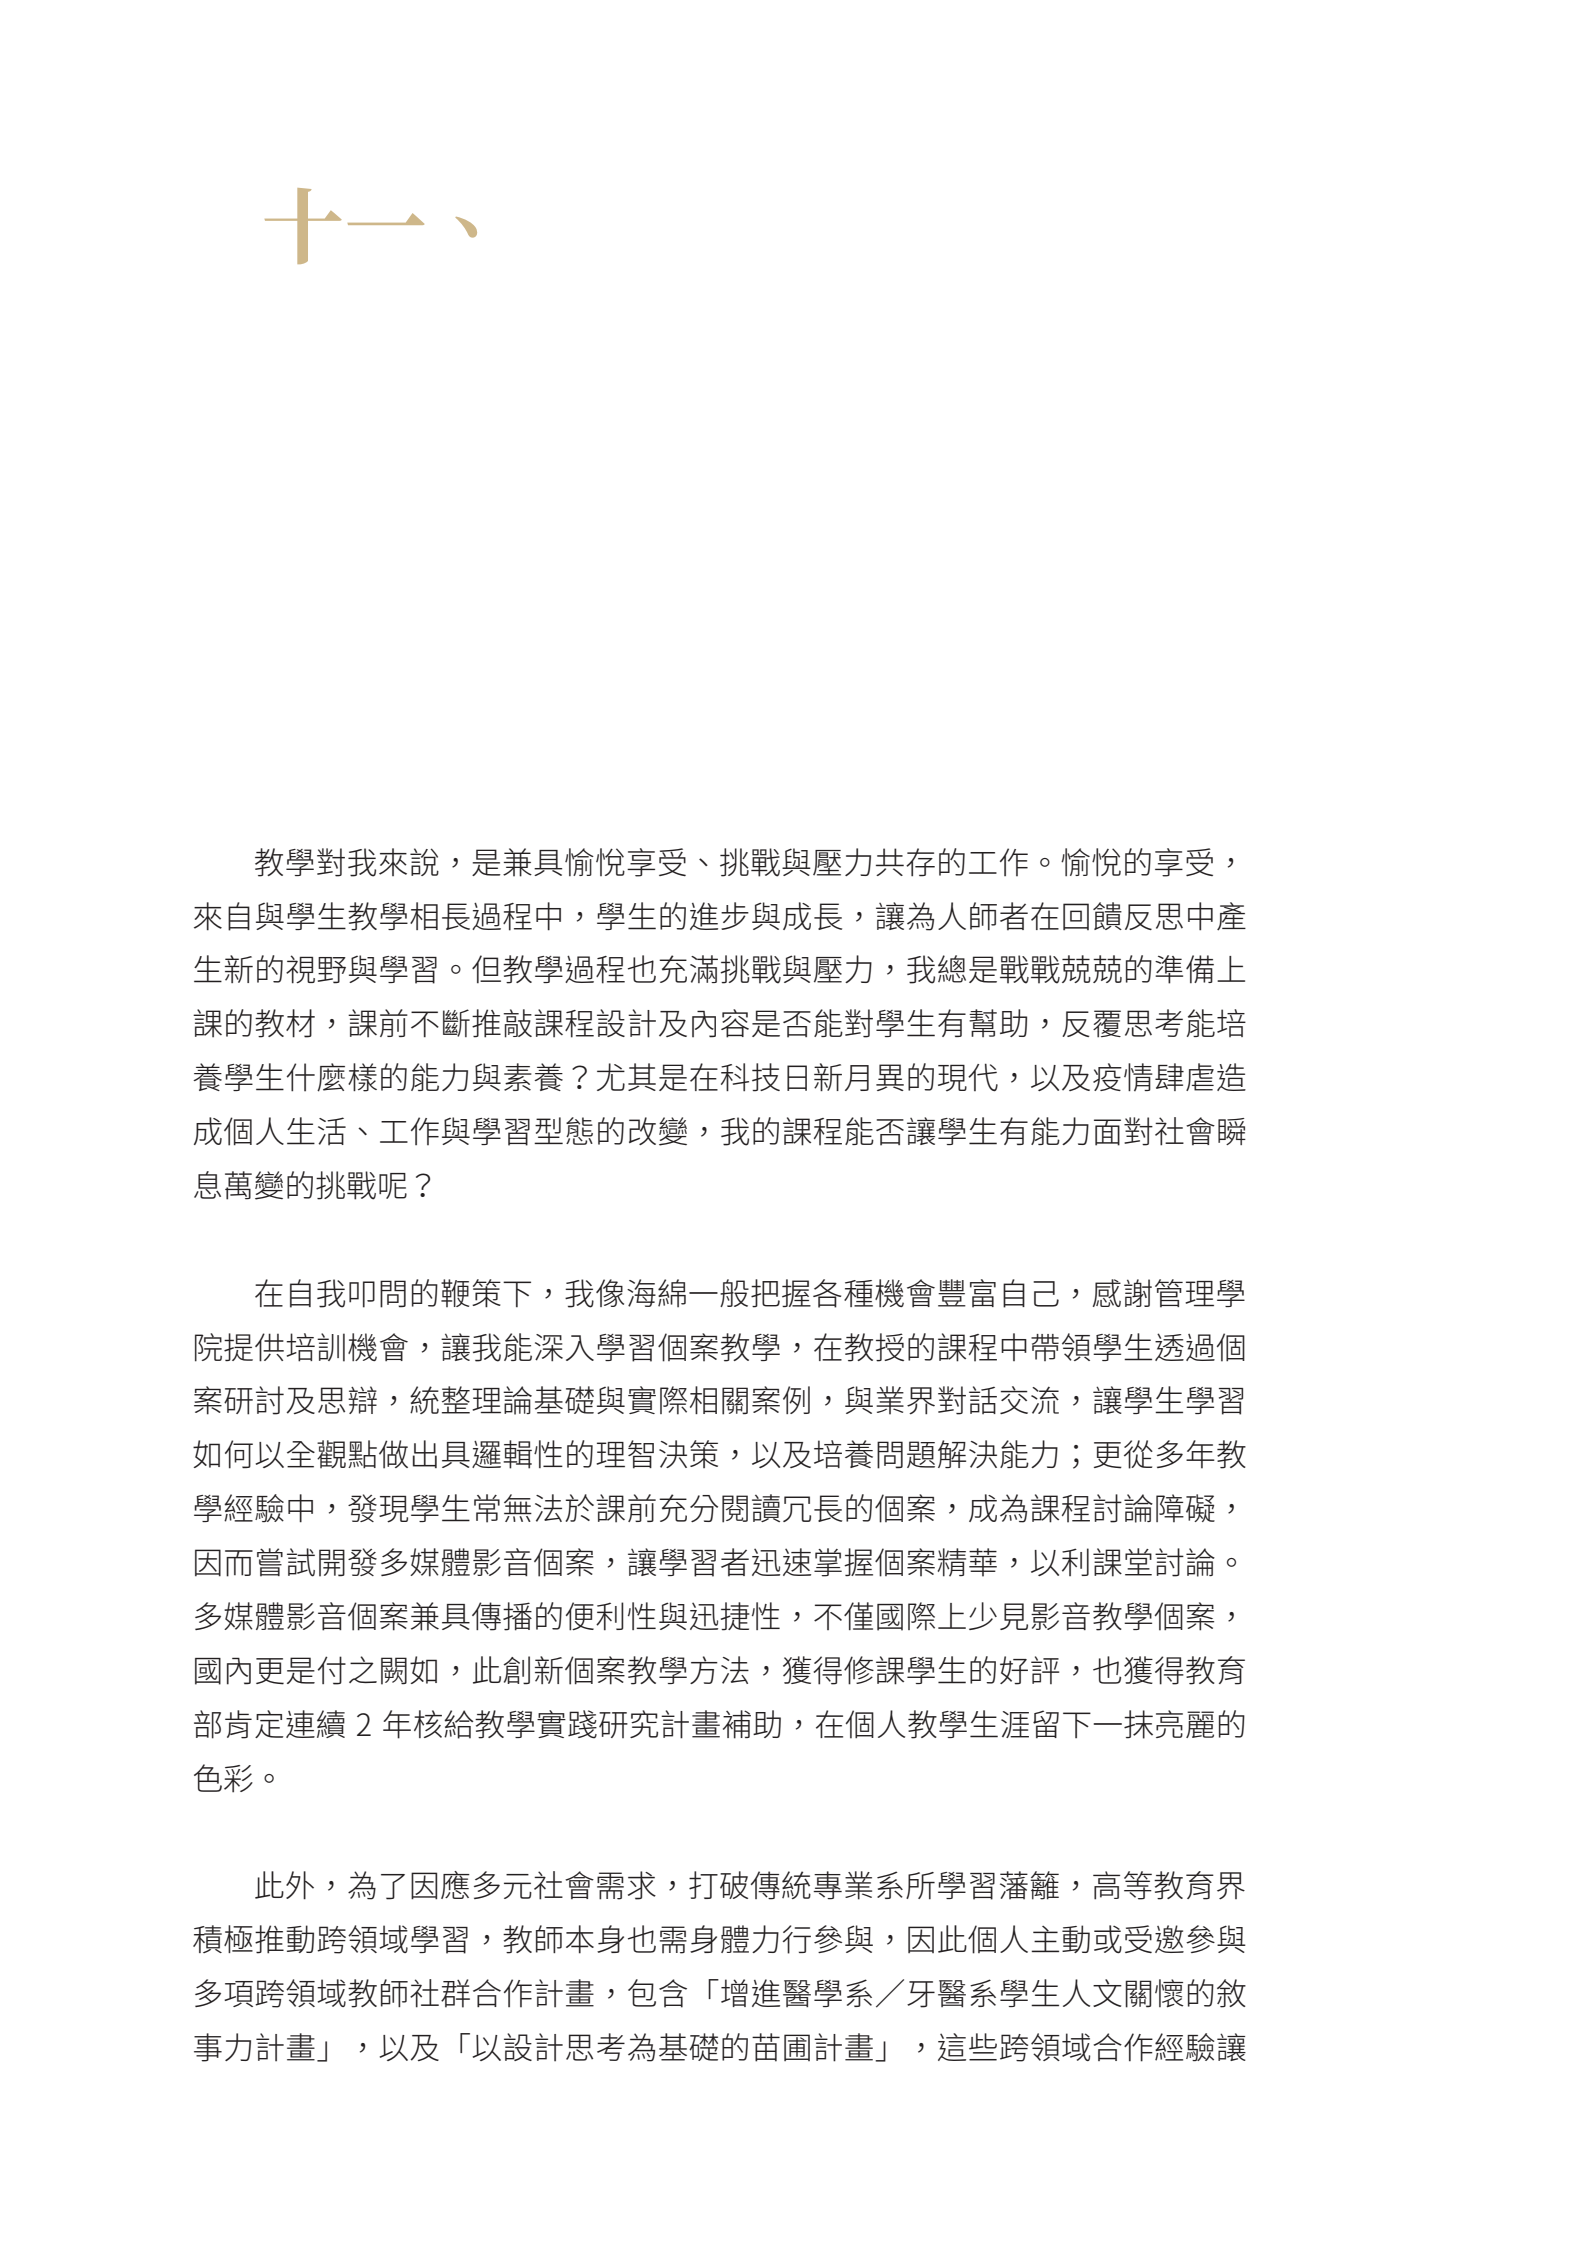 十一、
教學對我來說，是兼具愉悅享受、挑戰與壓力共存的工作。愉悅的享受，
來自與學生教學相長過程中，學生的進步與成長，讓為人師者在回饋反思中產
生新的視野與學習。但教學過程也充滿挑戰與壓力，我總是戰戰兢兢的準備上
課的教材，課前不斷推敲課程設計及內容是否能對學生有幫助，反覆思考能培
養學生什麼樣的能力與素養？尤其是在科技日新月異的現代，以及疫情肆虐造
成個人生活、工作與學習型態的改變，我的課程能否讓學生有能力面對社會瞬
息萬變的挑戰呢？
在自我叩問的鞭策下，我像海綿一般把握各種機會豐富自己，感謝管理學
院提供培訓機會，讓我能深入學習個案教學，在教授的課程中帶領學生透過個
案研討及思辯，統整理論基礎與實際相關案例，與業界對話交流，讓學生學習
如何以全觀點做出具邏輯性的理智決策，以及培養問題解決能力；更從多年教
學經驗中，發現學生常無法於課前充分閱讀冗長的個案，成為課程討論障礙，
因而嘗試開發多媒體影音個案，讓學習者迅速掌握個案精華，以利課堂討論。
多媒體影音個案兼具傳播的便利性與迅捷性，不僅國際上少見影音教學個案，
國內更是付之闕如，此創新個案教學方法，獲得修課學生的好評，也獲得教育
部肯定連續 2 年核給教學實踐研究計畫補助，在個人教學生涯留下一抹亮麗的
色彩。
此外，為了因應多元社會需求，打破傳統專業系所學習藩籬，高等教育界
積極推動跨領域學習，教師本身也需身體力行參與，因此個人主動或受邀參與
多項跨領域教師社群合作計畫，包含「增進醫學系／牙醫系學生人文關懷的敘
事力計畫」，以及「以設計思考為基礎的苗圃計畫」，這些跨領域合作經驗讓